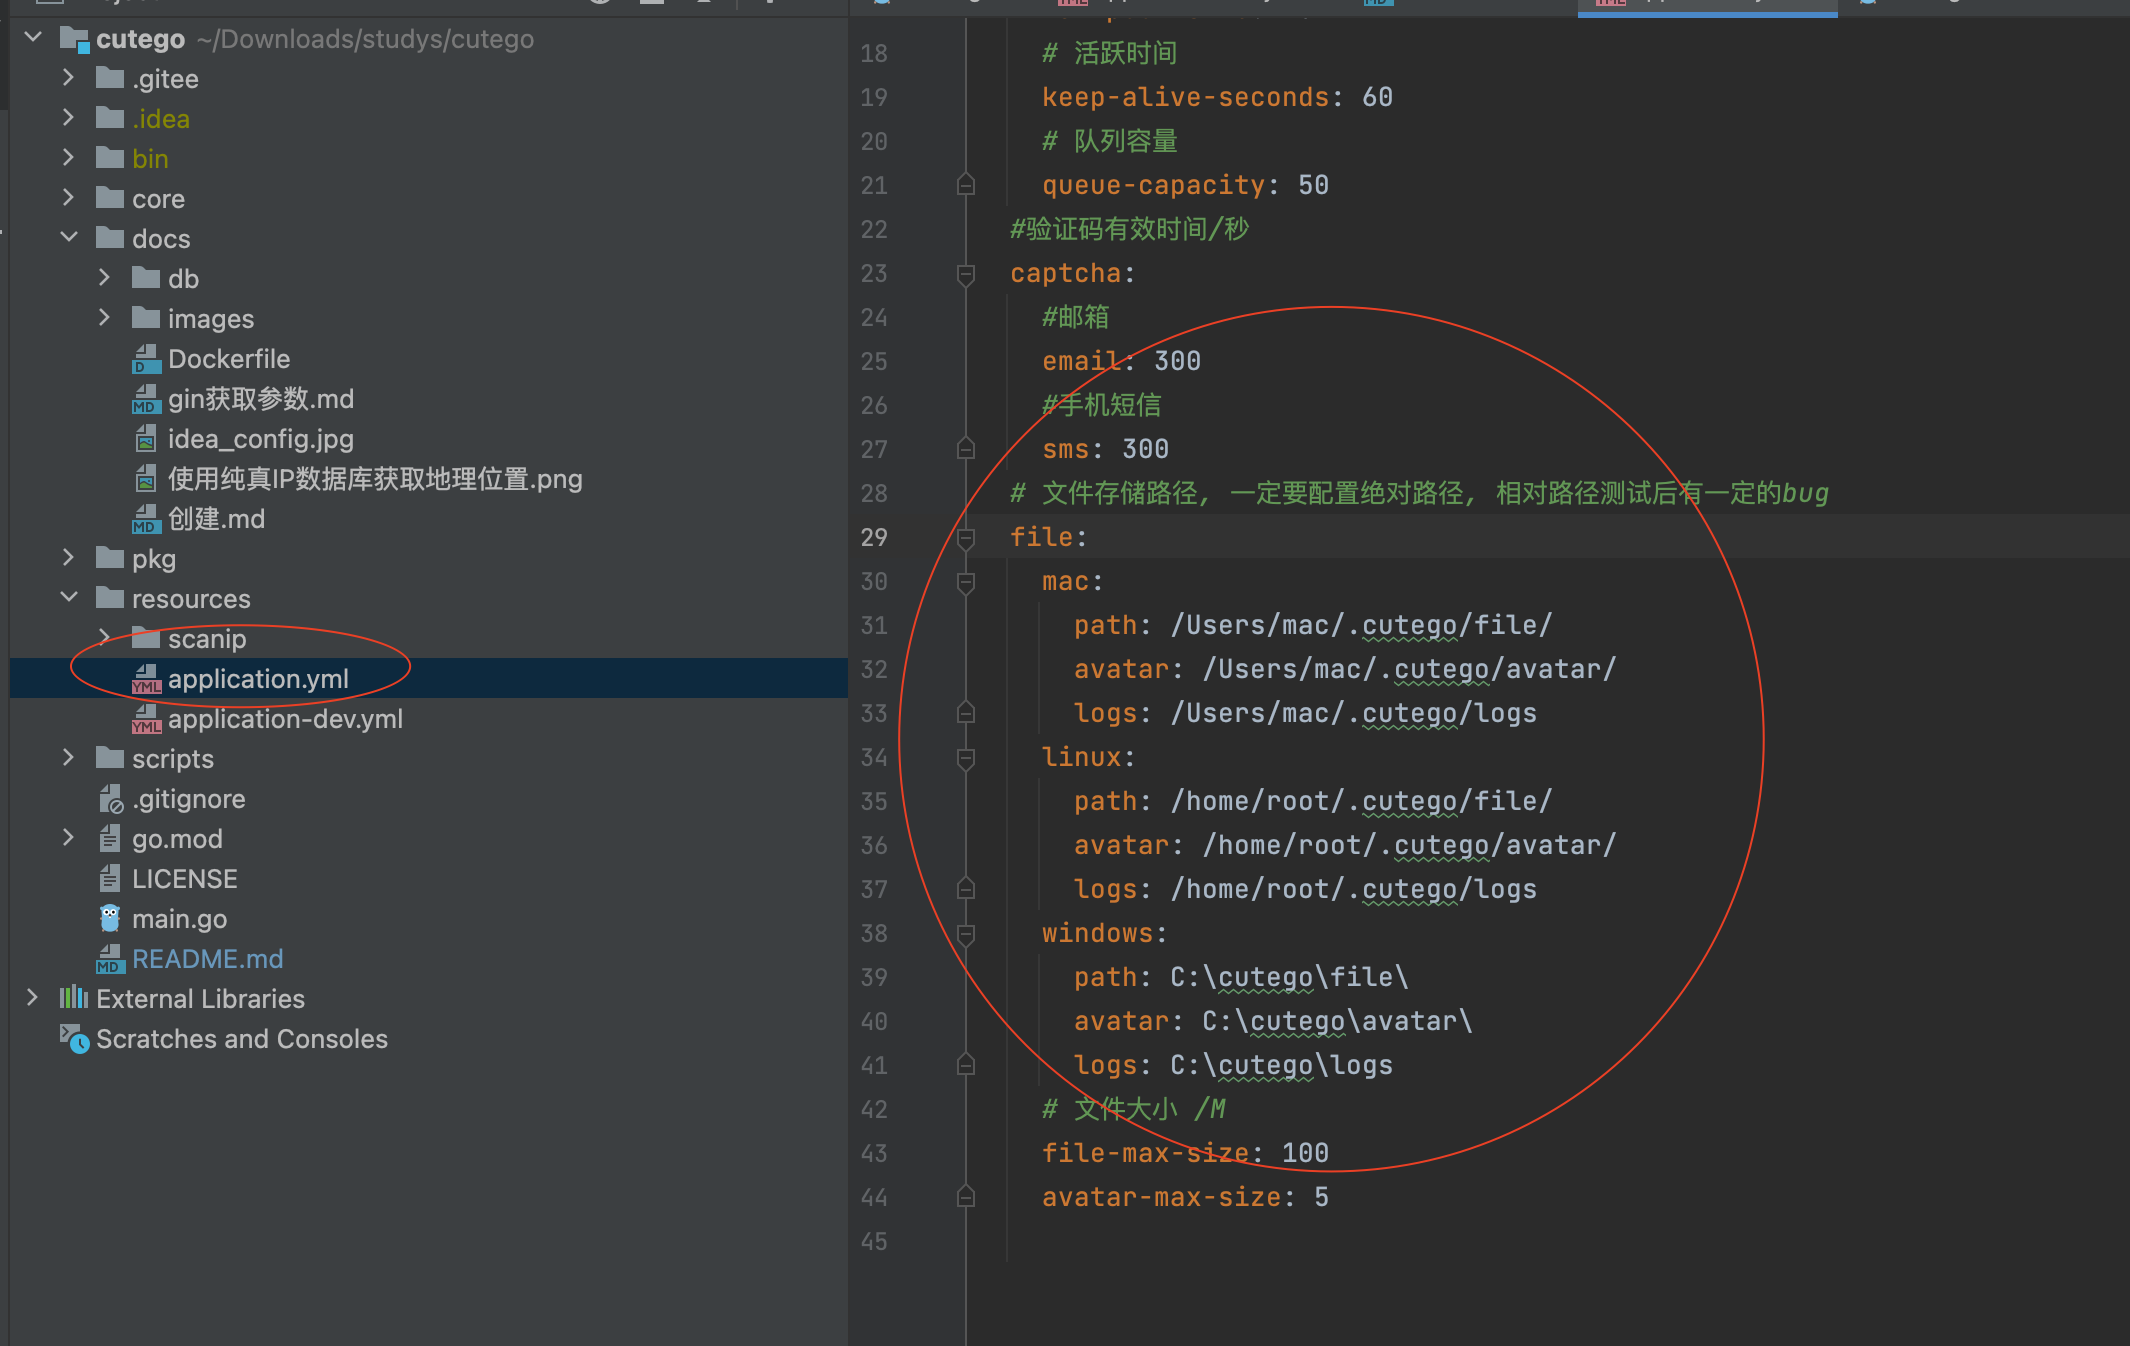 cutego ~/Downloads/studys/cutego
.gitee
.idea
bin
core
docs
db
images
Dockerfile
gin获取参数.md
idea_config.jpg
使用纯真IP数据库获取地理位置.png
创建.md
pkg
resources
scanip
application.yml
application-dev.yml
scripts
.gitignore
go.mod
LICENSE
main.go
README.md
External Libraries
Scratches and Consoles
18 # 活跃时间
19 keep-alive-seconds: 60
20 # 队列容量
21 queue-capacity: 50
22 #验证码有效时间/秒
23 captcha:
24 #邮箱
25 email: 300
26 #手机短信
27 sms: 300
28 # 文件存储路径, 一定要配置绝对路径, 相对路径测试后有一定的bug
29 file:
30 mac:
31 path: /Users/mac/.cutego/file/
32 avatar: /Users/mac/.cutego/avatar/
33 logs: /Users/mac/.cutego/logs
34 linux:
35 path: /home/root/.cutego/file/
36 avatar: /home/root/.cutego/avatar/
37 logs: /home/root/.cutego/logs
38 windows:
39 path: C:\cutego\file\
40 avatar: C:\cutego\avatar\
41 logs: C:\cutego\logs
42 # 文件大小 /M
43 file-max-size: 100
44 avatar-max-size: 5
45